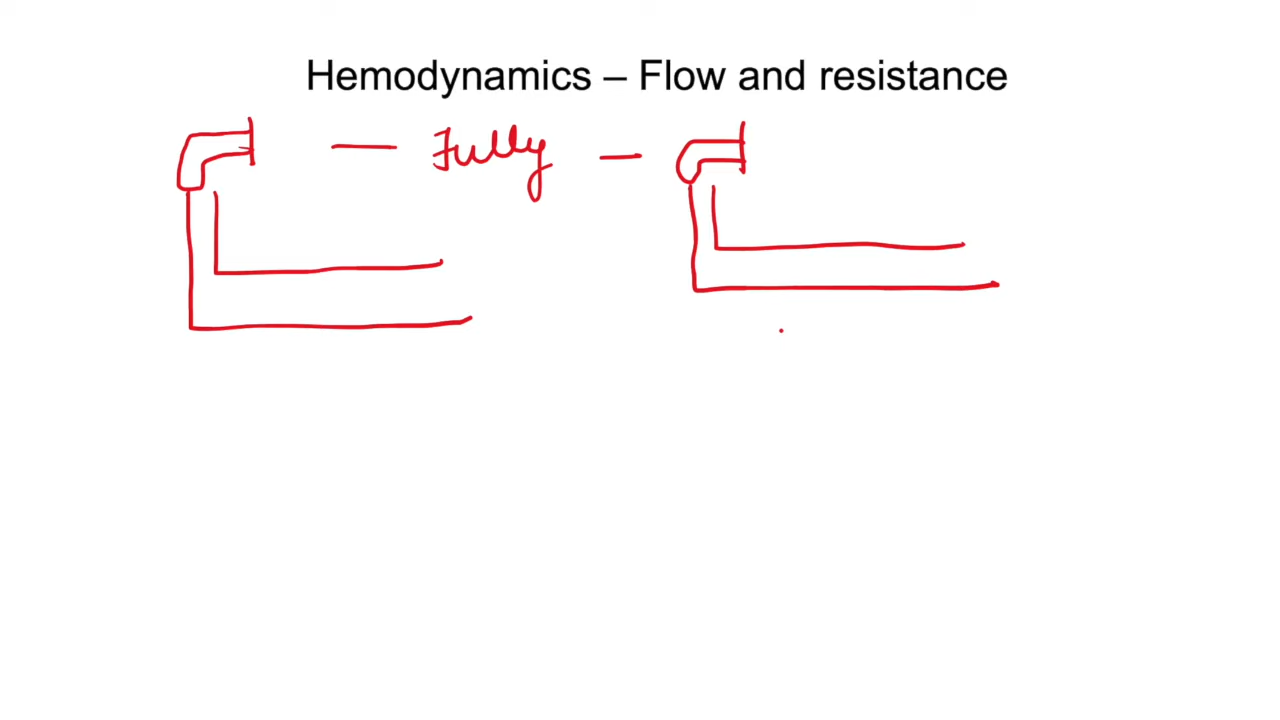 Hemodynamics – Flow and resistance
— Fully —